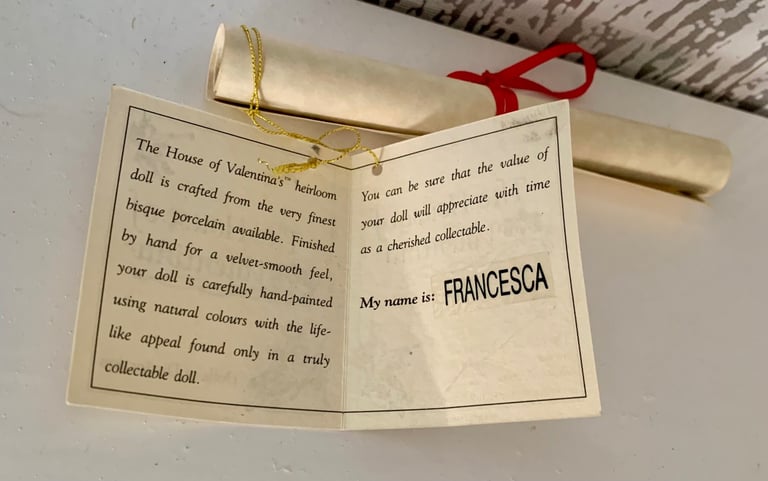 The House of Valentina's™ heirloom
doll is crafted from the very finest
bisque porcelain available. Finished
by hand for a velvet-smooth feel,
your doll is carefully hand-painted
using natural colours with the life-
like appeal found only in a truly
collectable doll.
You can be sure that the value of
your doll will appreciate with time
as a cherished collectable.
My name is: FRANCESCA